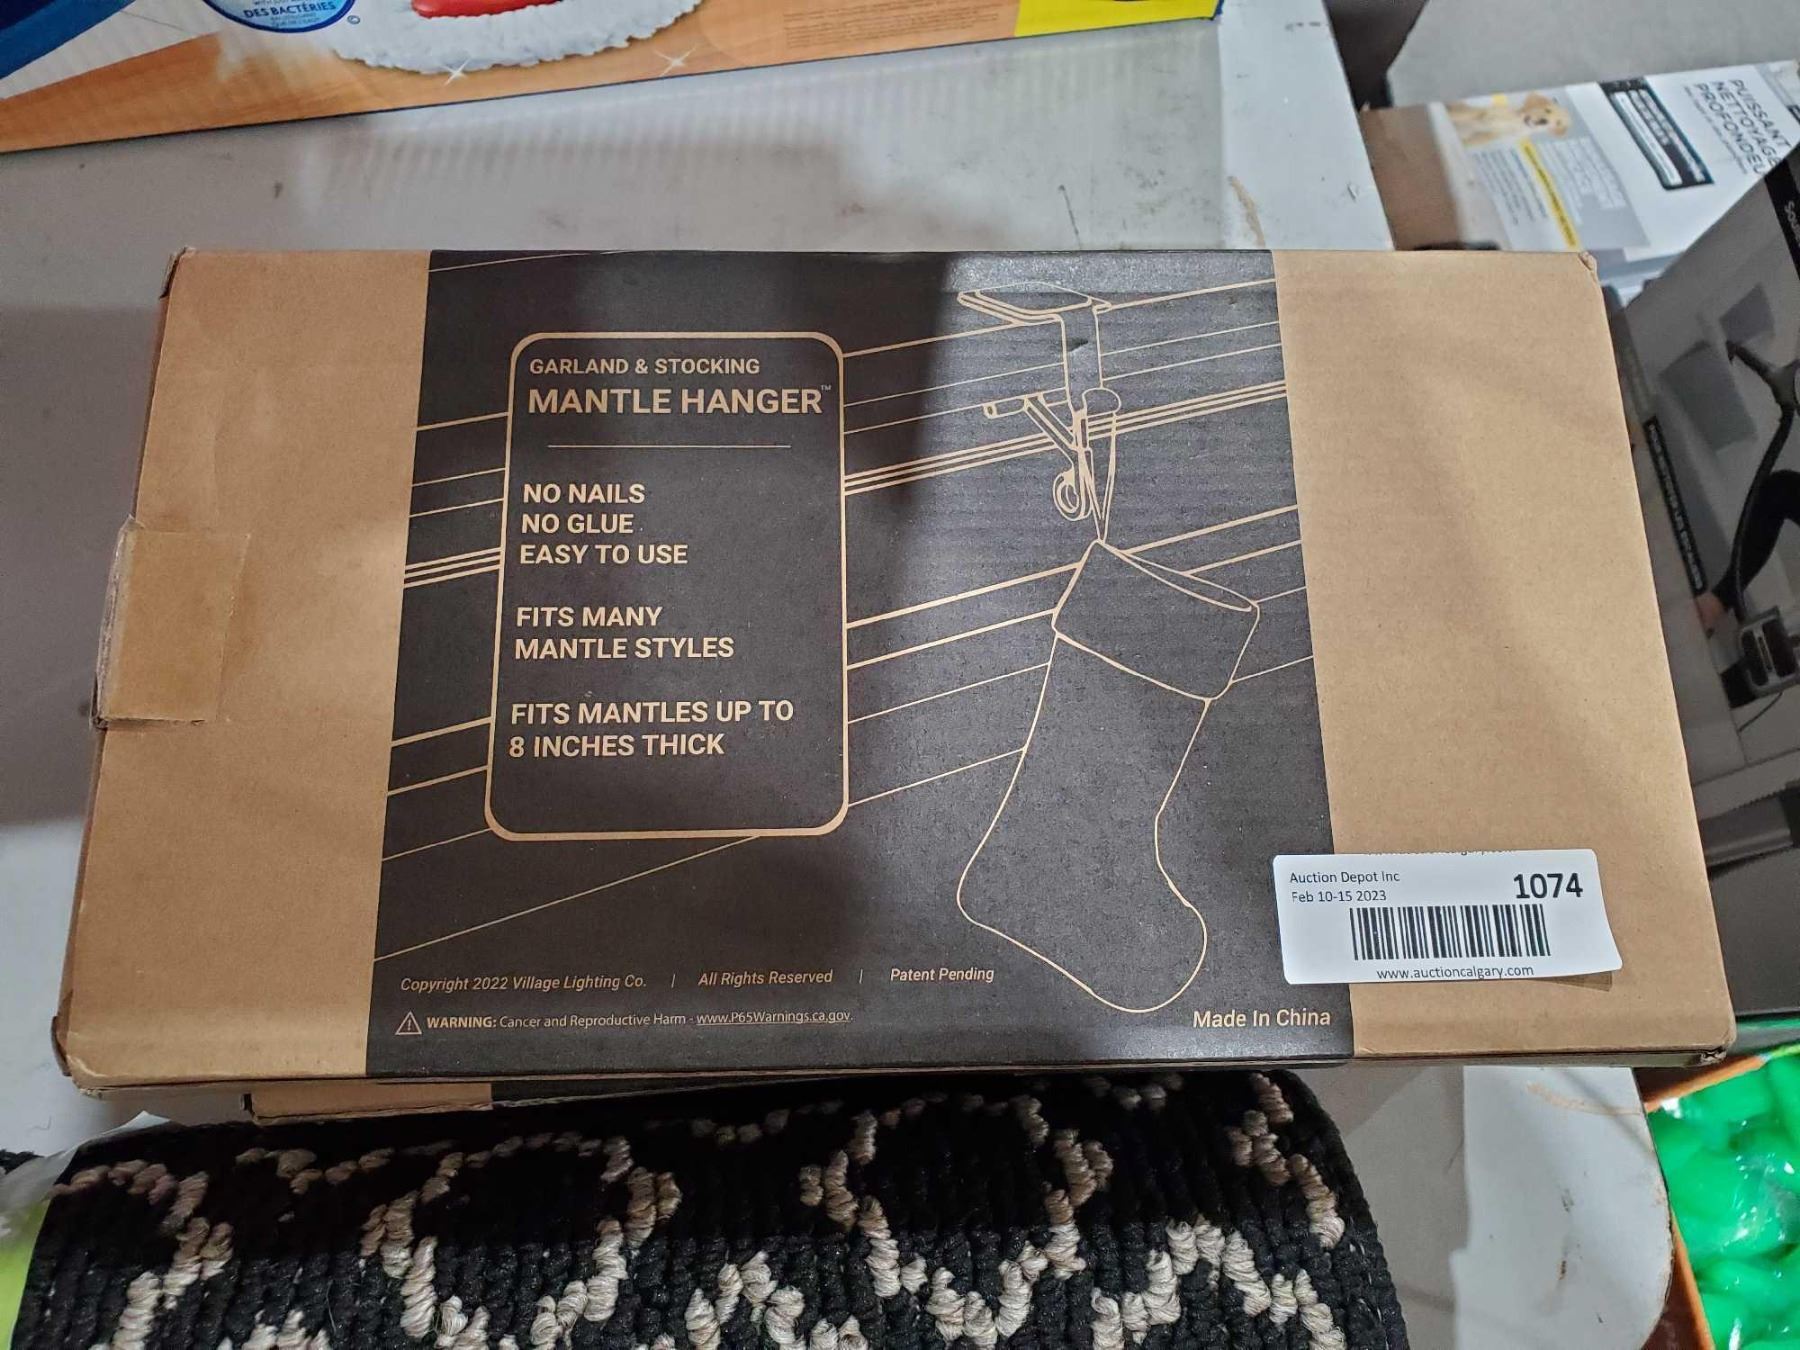 DES BACTÉRIES
PUISSANT
NETTOYAGE
PROFOND
GARLAND & STOCKING
MANTLE HANGER™
NO NAILS
NO GLUE
EASY TO USE
FITS MANY
MANTLE STYLES
FITS MANTLES UP TO
8 INCHES THICK
Auction Depot Inc
Feb 10-15 2023
1074
www.auctioncalgary.com
Copyright 2022 Village Lighting Co. | All Rights Reserved | Patent Pending
WARNING: Cancer and Reproductive Harm - www.P65Warnings.ca.gov.
Made In China